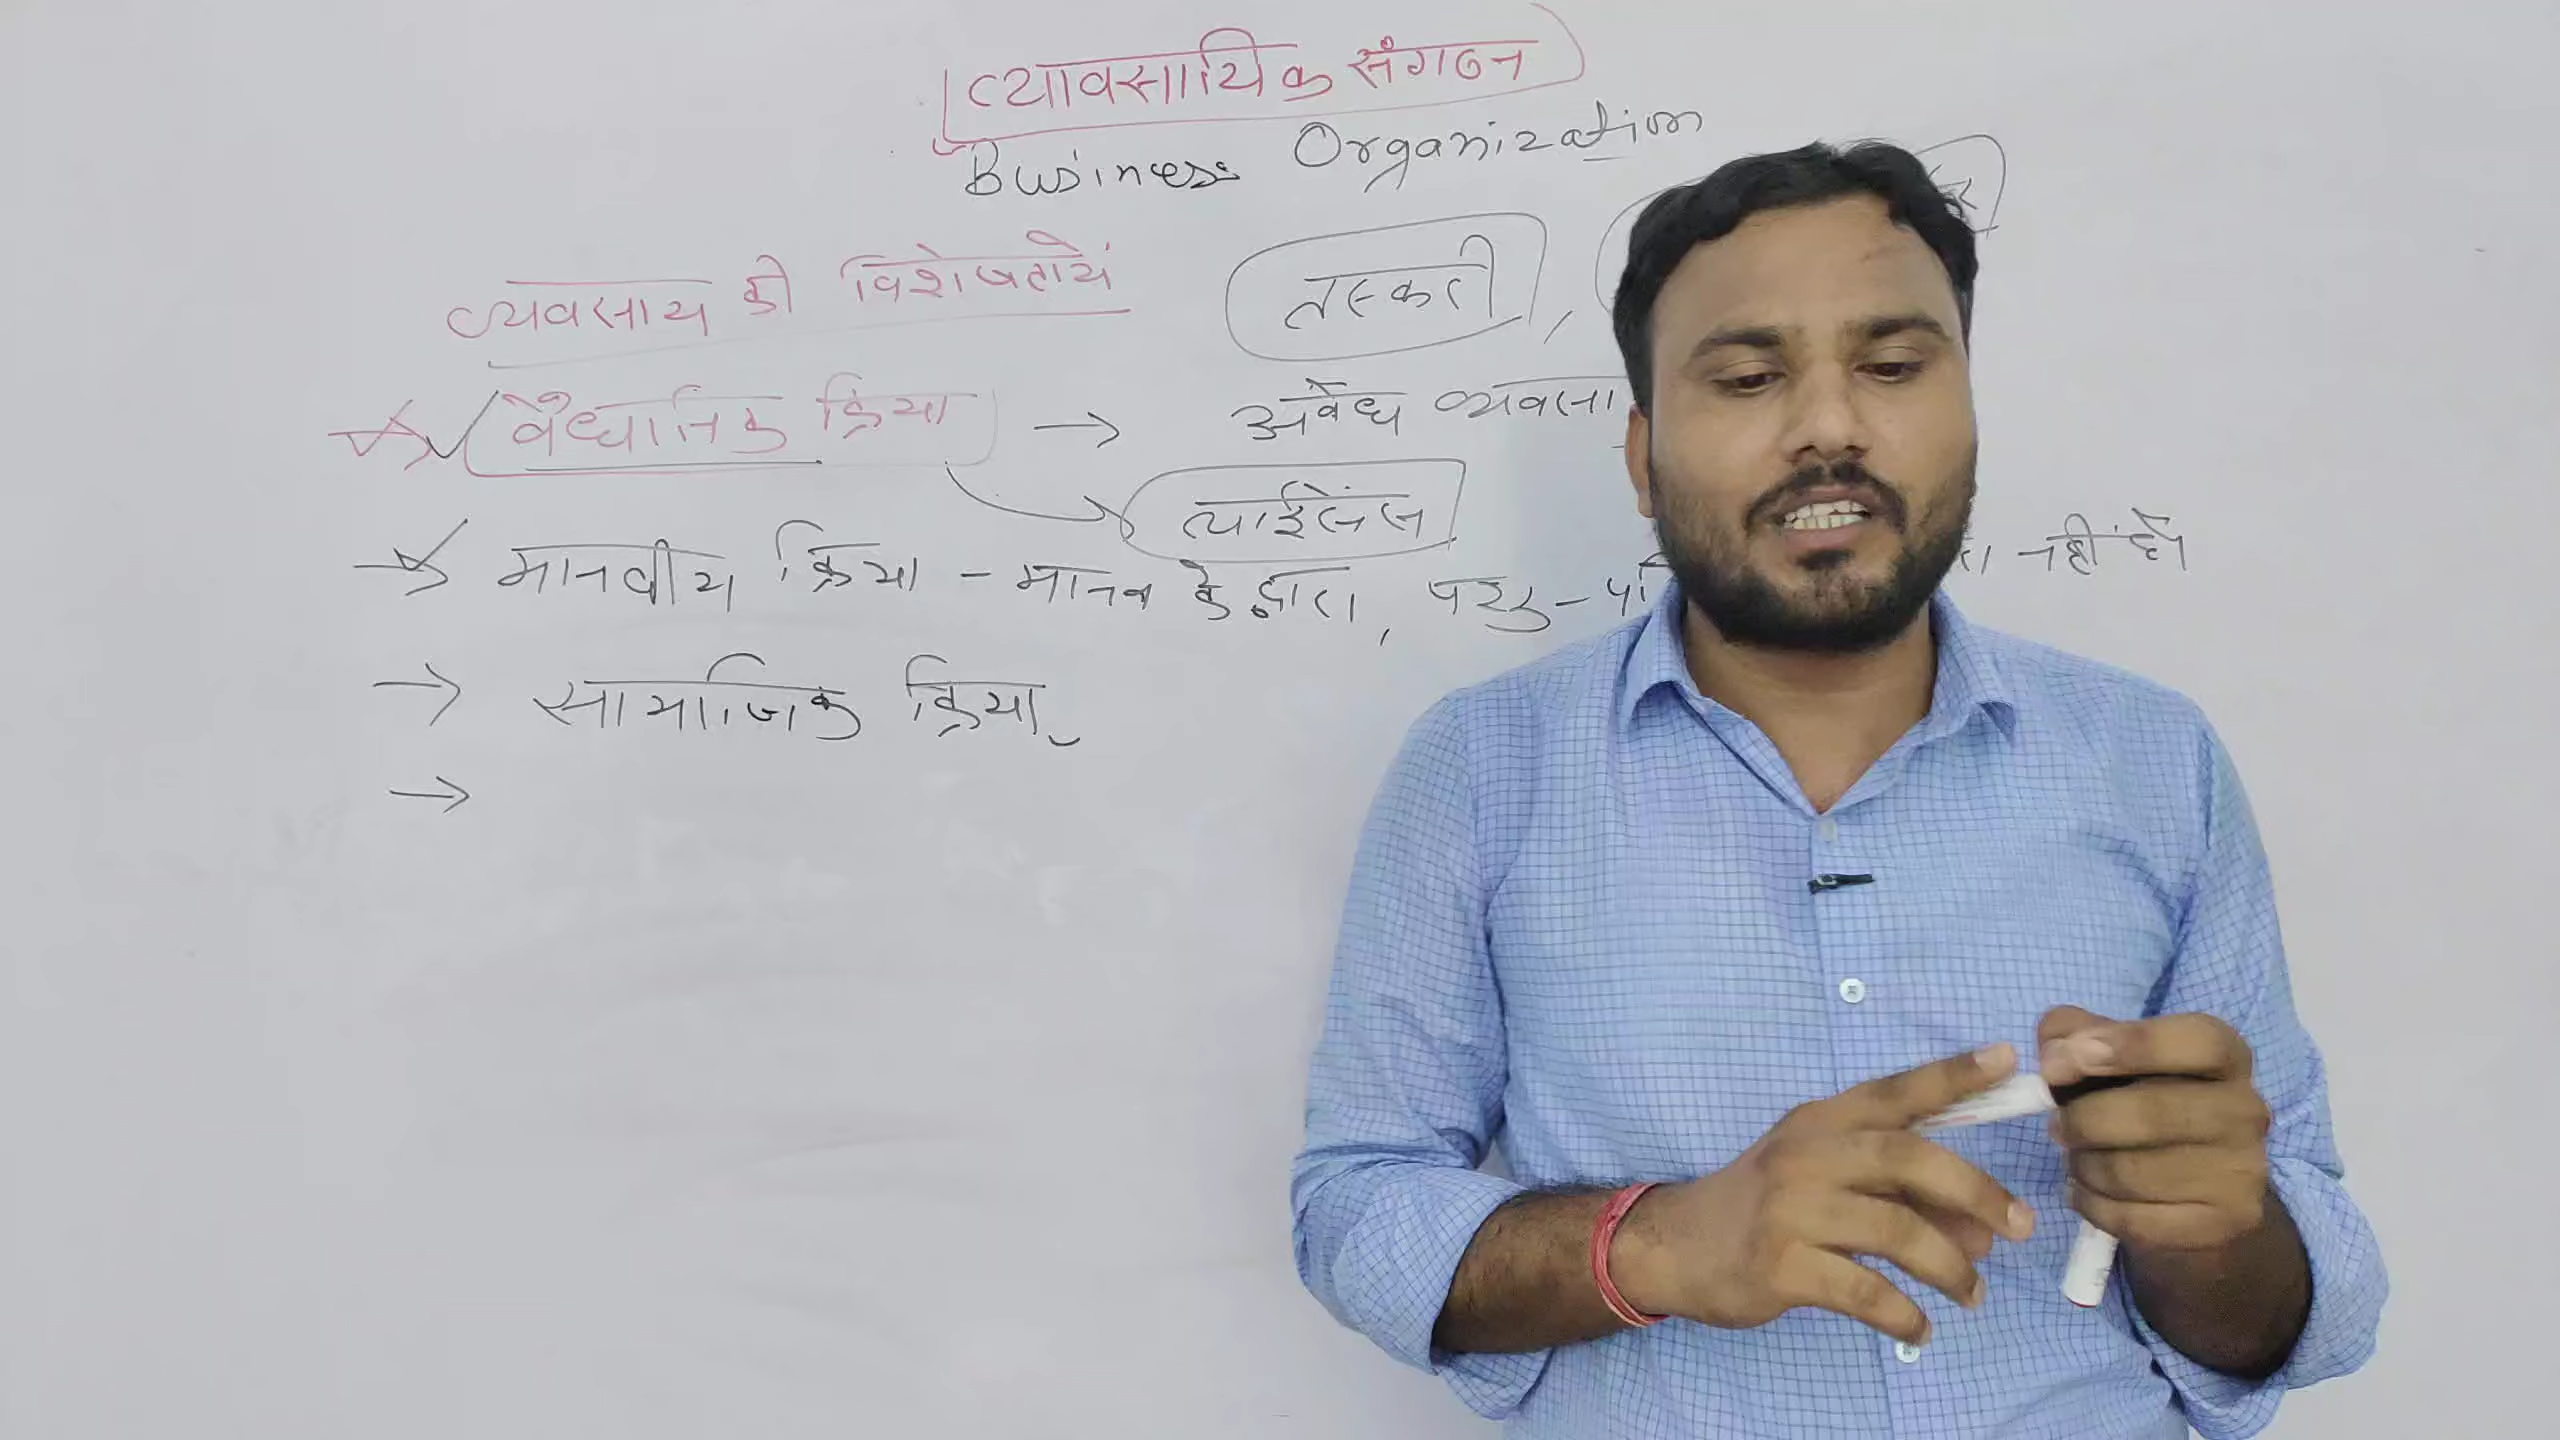 व्यावसायिक संगठन
Business Organization
व्यवसाय की विशेषतायें
तस्करी ,
वैधानिक क्रिया → अवैध व्यवसा
लाईसेंस
→ मानवीय क्रिया - मानव के द्वारा, पशु - नहीं होंगे
→ सामाजिक क्रिया
→